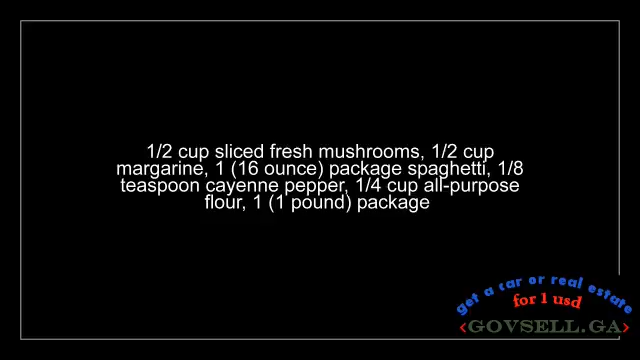 1/2 cup sliced fresh mushrooms, 1/2 cup
margarine, 1 (16 ounce) package spaghetti, 1/8
teaspoon cayenne pepper, 1/4 cup all-purpose
flour, 1 (1 pound) package
get a car or real estate
for 1 usd
<GOVSELL.GA>